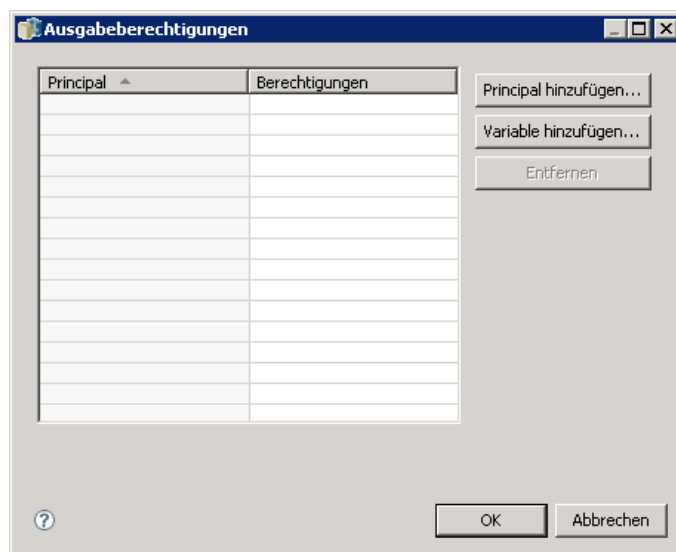 Ausgabeberechtigungen
Principal Berechtigungen
Principal hinzufügen...
Variable hinzufügen...
Entfernen
?
OK Abbrechen